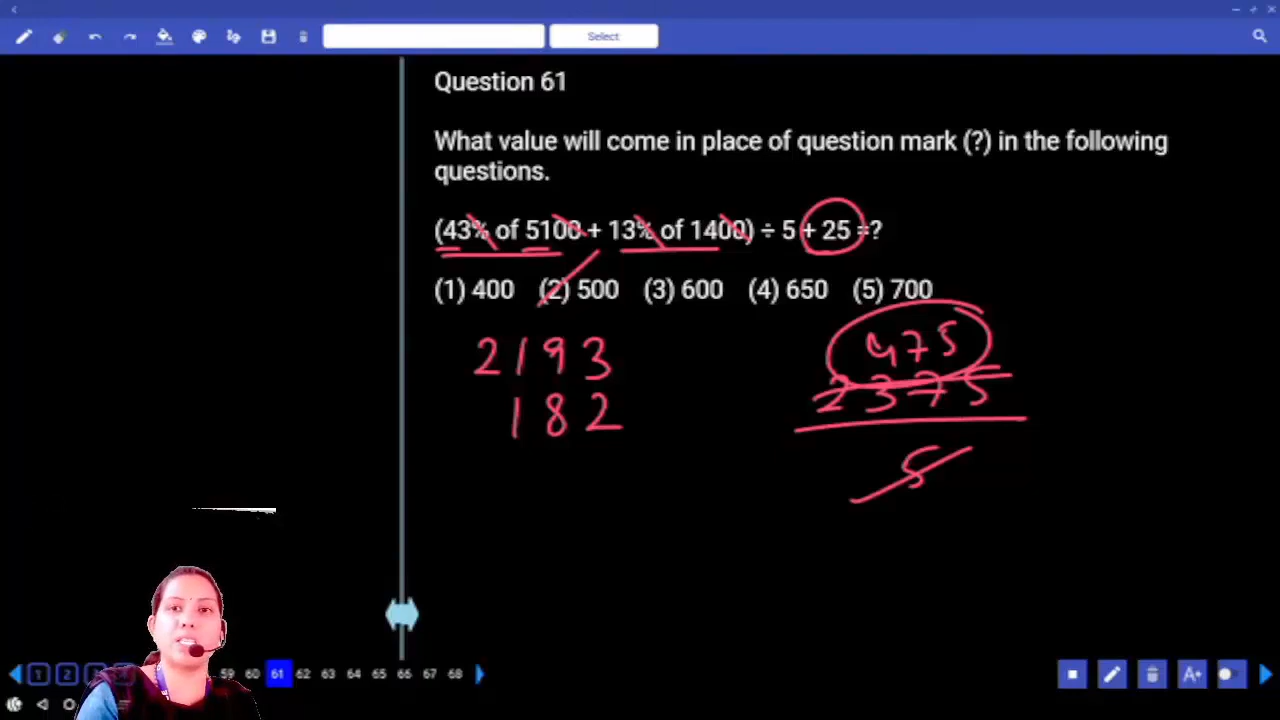 Select
Question 61
What value will come in place of question mark (?) in the following
questions.
(43% of 5100 + 13% of 1400) ÷ 5 + 25 =?
(1) 400 (2) 500 (3) 600 (4) 650 (5) 700
2193
182
475
2375
5
1 2 59 60 61 62 63 64 65 66 67 68
A+